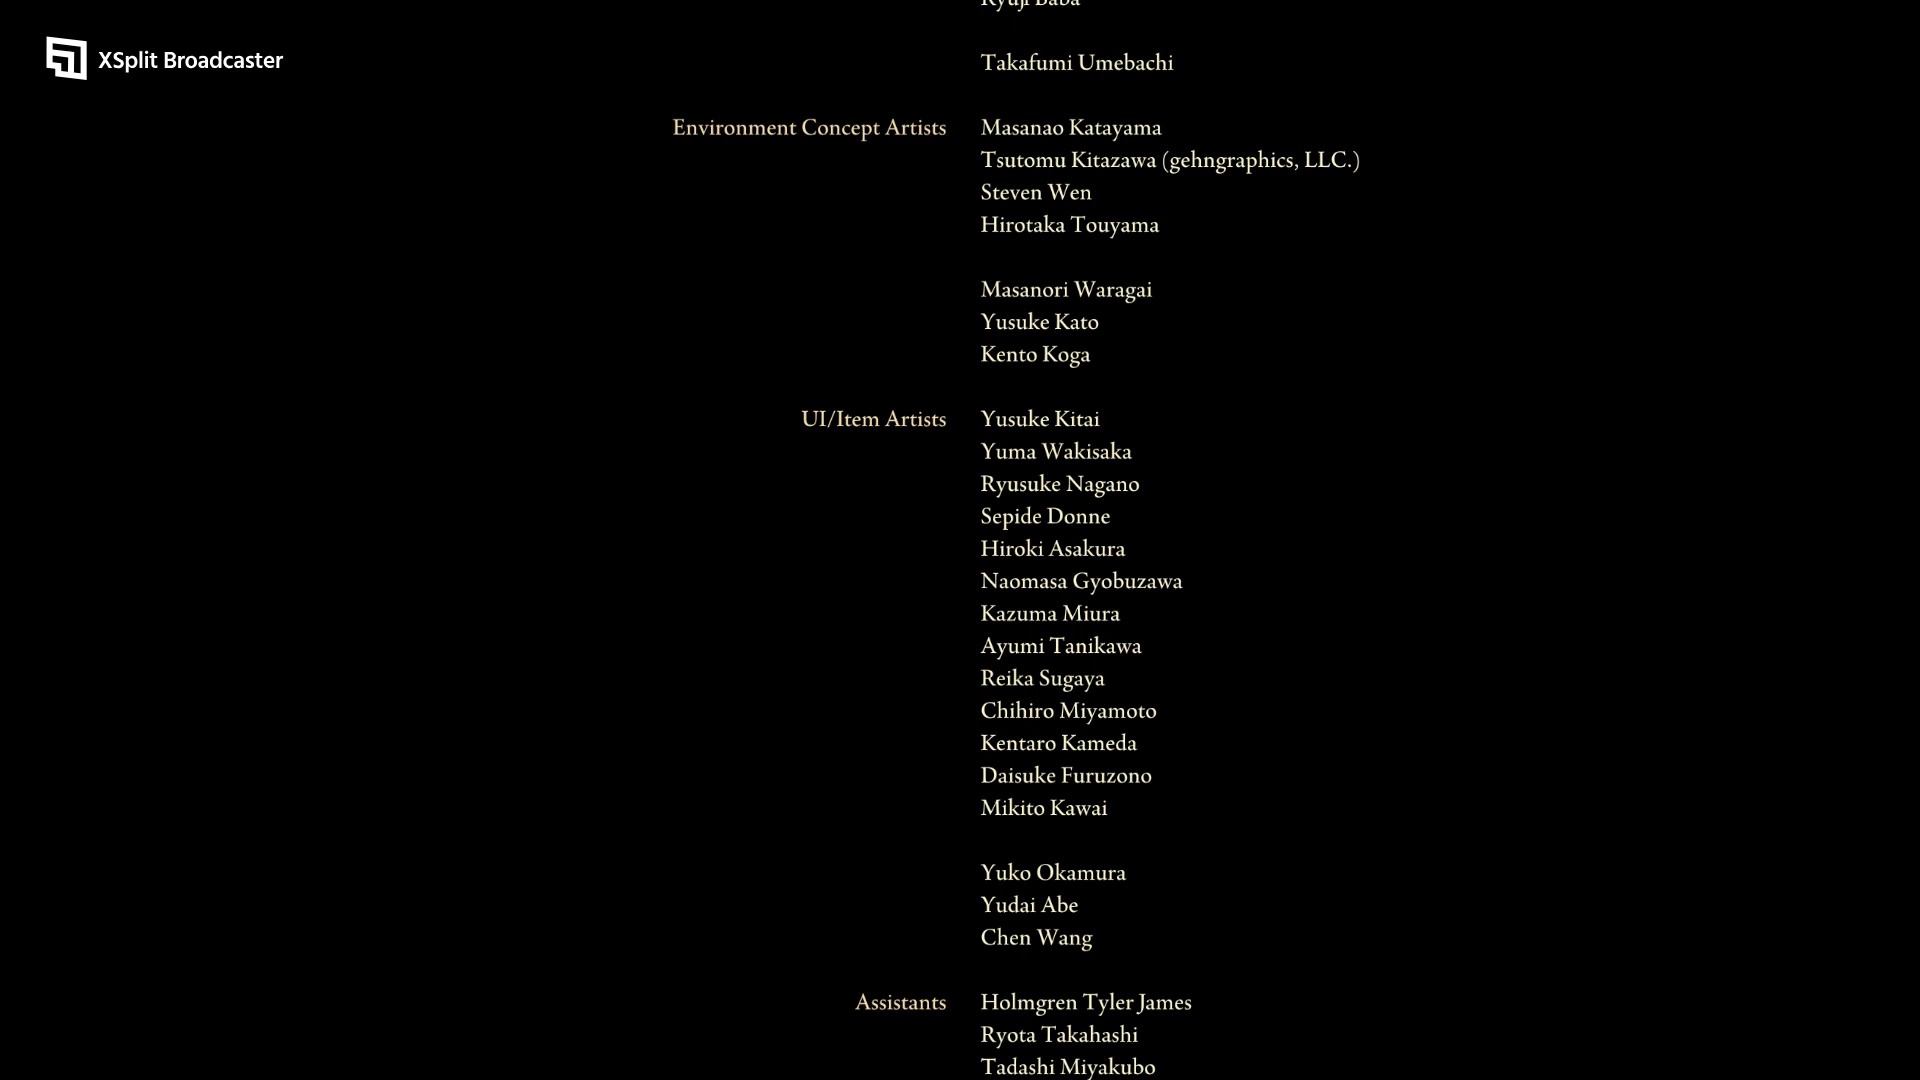 Ryuji Baba
XSplit Broadcaster
Takafumi Umebachi
Environment Concept Artists Masanao Katayama
Tsutomu Kitazawa (gehngraphics, LLC.)
Steven Wen
Hirotaka Touyama
Masanori Waragai
Yusuke Kato
Kento Koga
UI/Item Artists Yusuke Kitai
Yuma Wakisaka
Ryusuke Nagano
Sepide Donne
Hiroki Asakura
Naomasa Gyobuzawa
Kazuma Miura
Ayumi Tanikawa
Reika Sugaya
Chihiro Miyamoto
Kentaro Kameda
Daisuke Furuzono
Mikito Kawai
Yuko Okamura
Yudai Abe
Chen Wang
Assistants Holmgren Tyler James
Ryota Takahashi
Tadashi Miyakubo